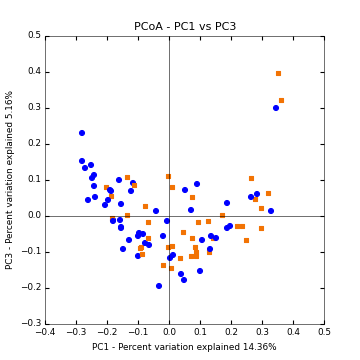 PCoA - PC1 vs PC3
PC3 - Percent variation explained 5.16%
0.5
0.4
0.3
0.2
0.1
0.0
−0.1
−0.2
−0.3
−0.4 −0.3 −0.2 −0.1 0.0 0.1 0.2 0.3 0.4 0.5
PC1 - Percent variation explained 14.36%